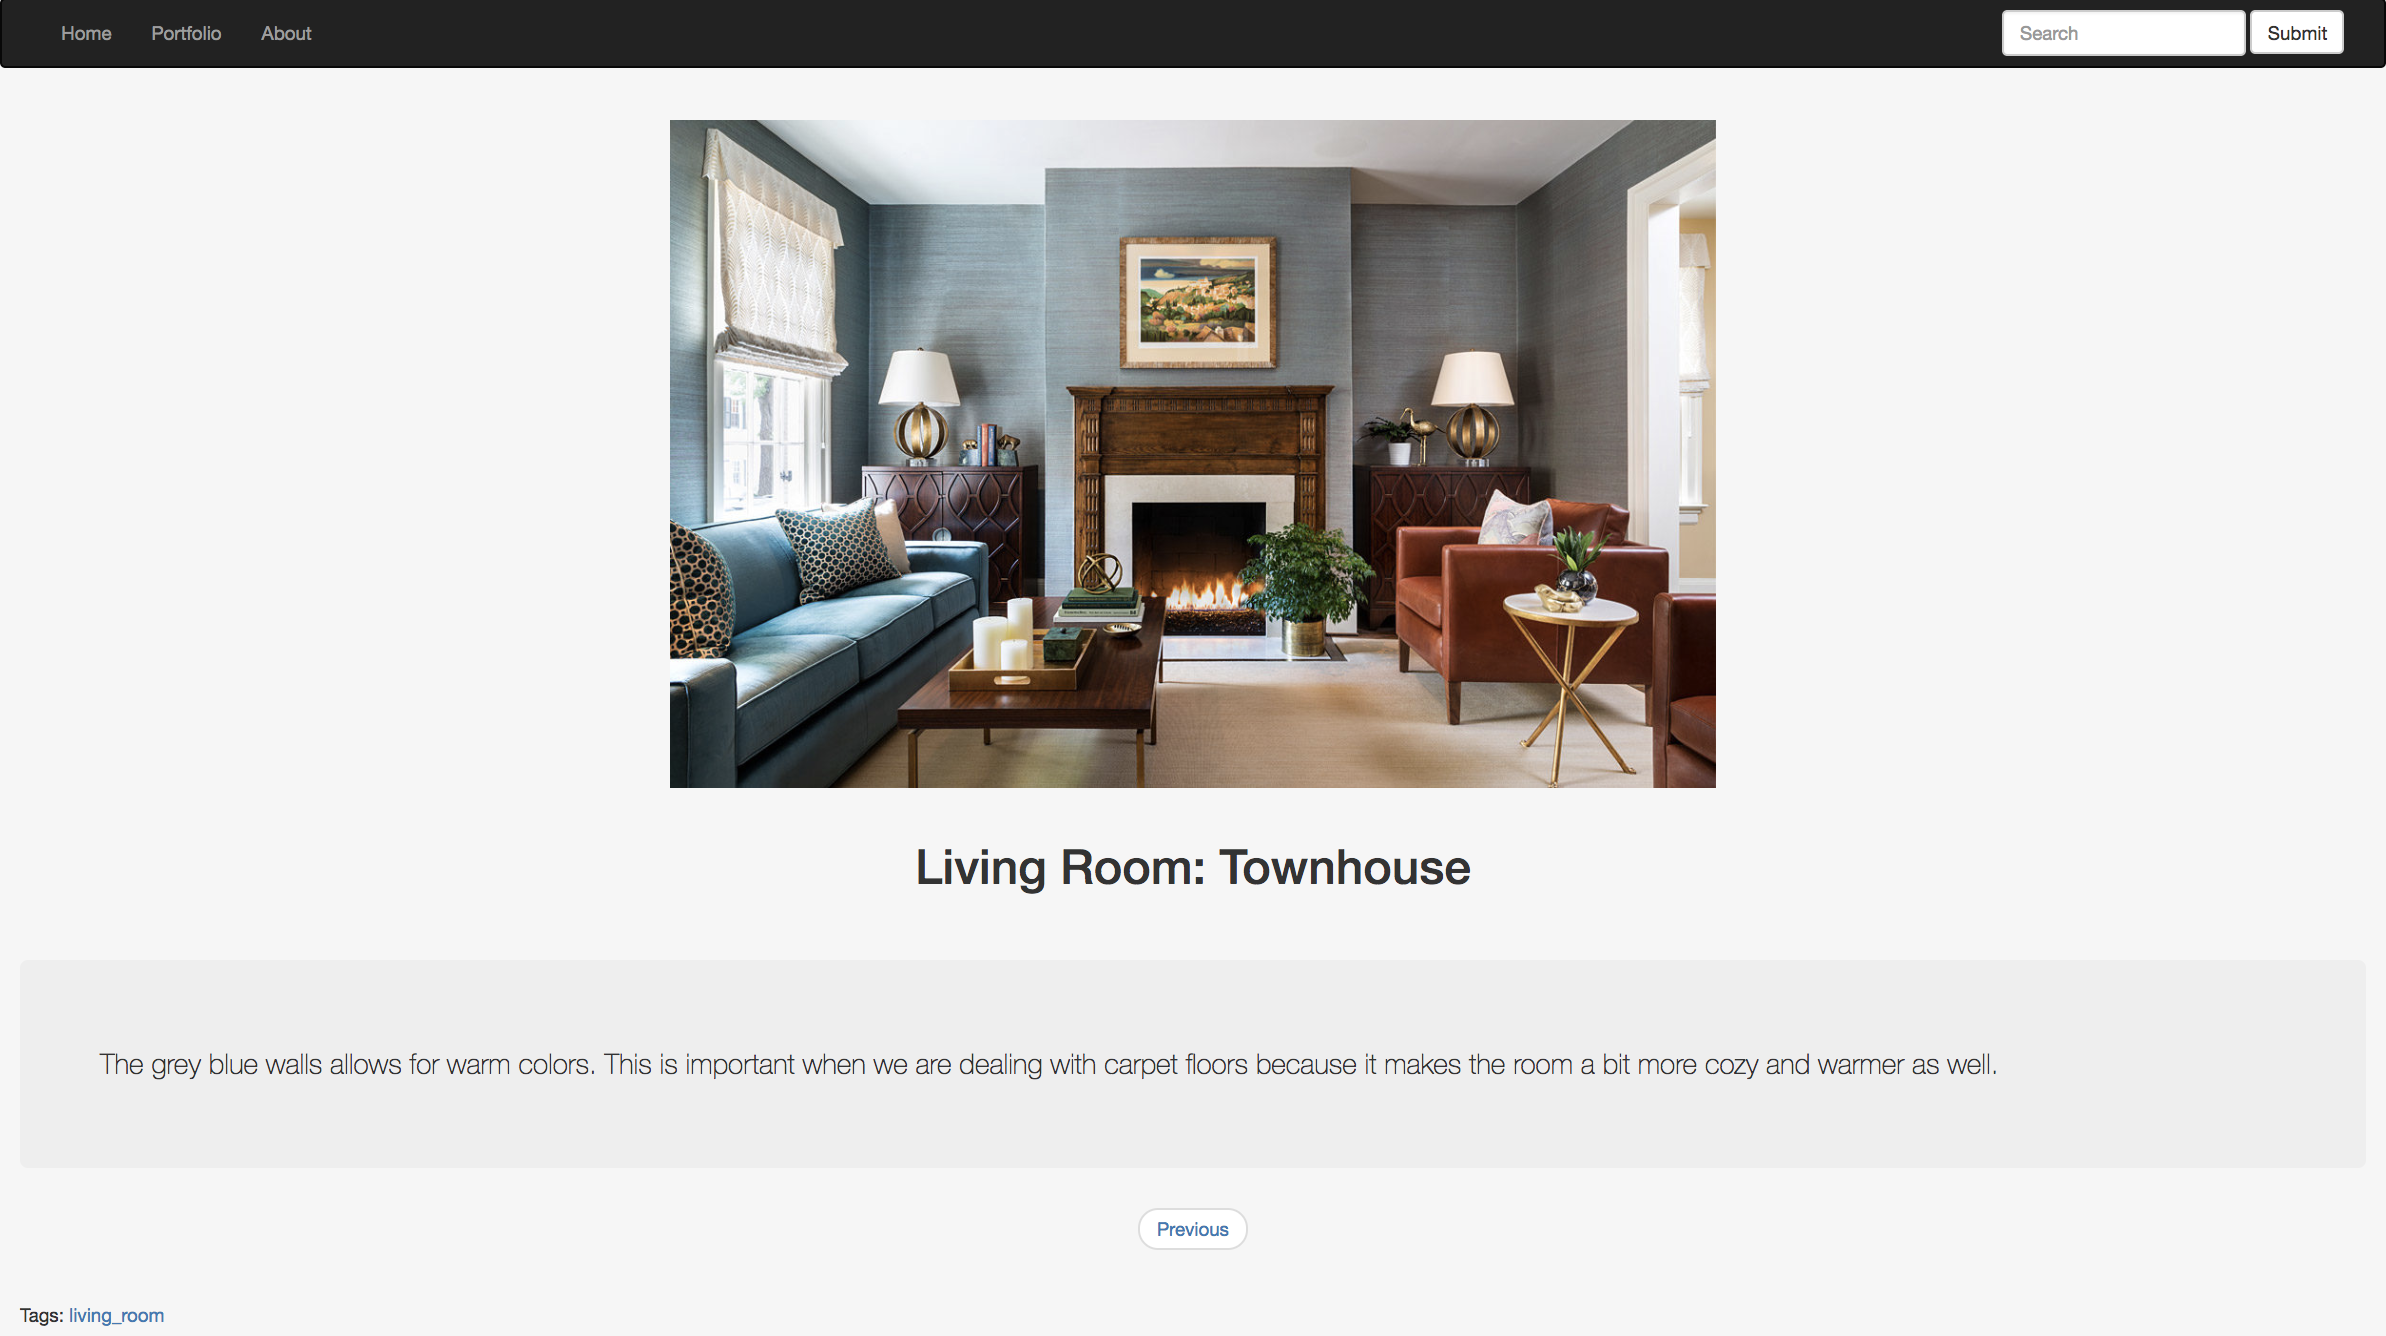 Home Portfolio About Search Submit
Living Room: Townhouse
The grey blue walls allows for warm colors. This is important when we are dealing with carpet floors because it makes the room a bit more cozy and warmer as well.
Previous
Tags: living_room